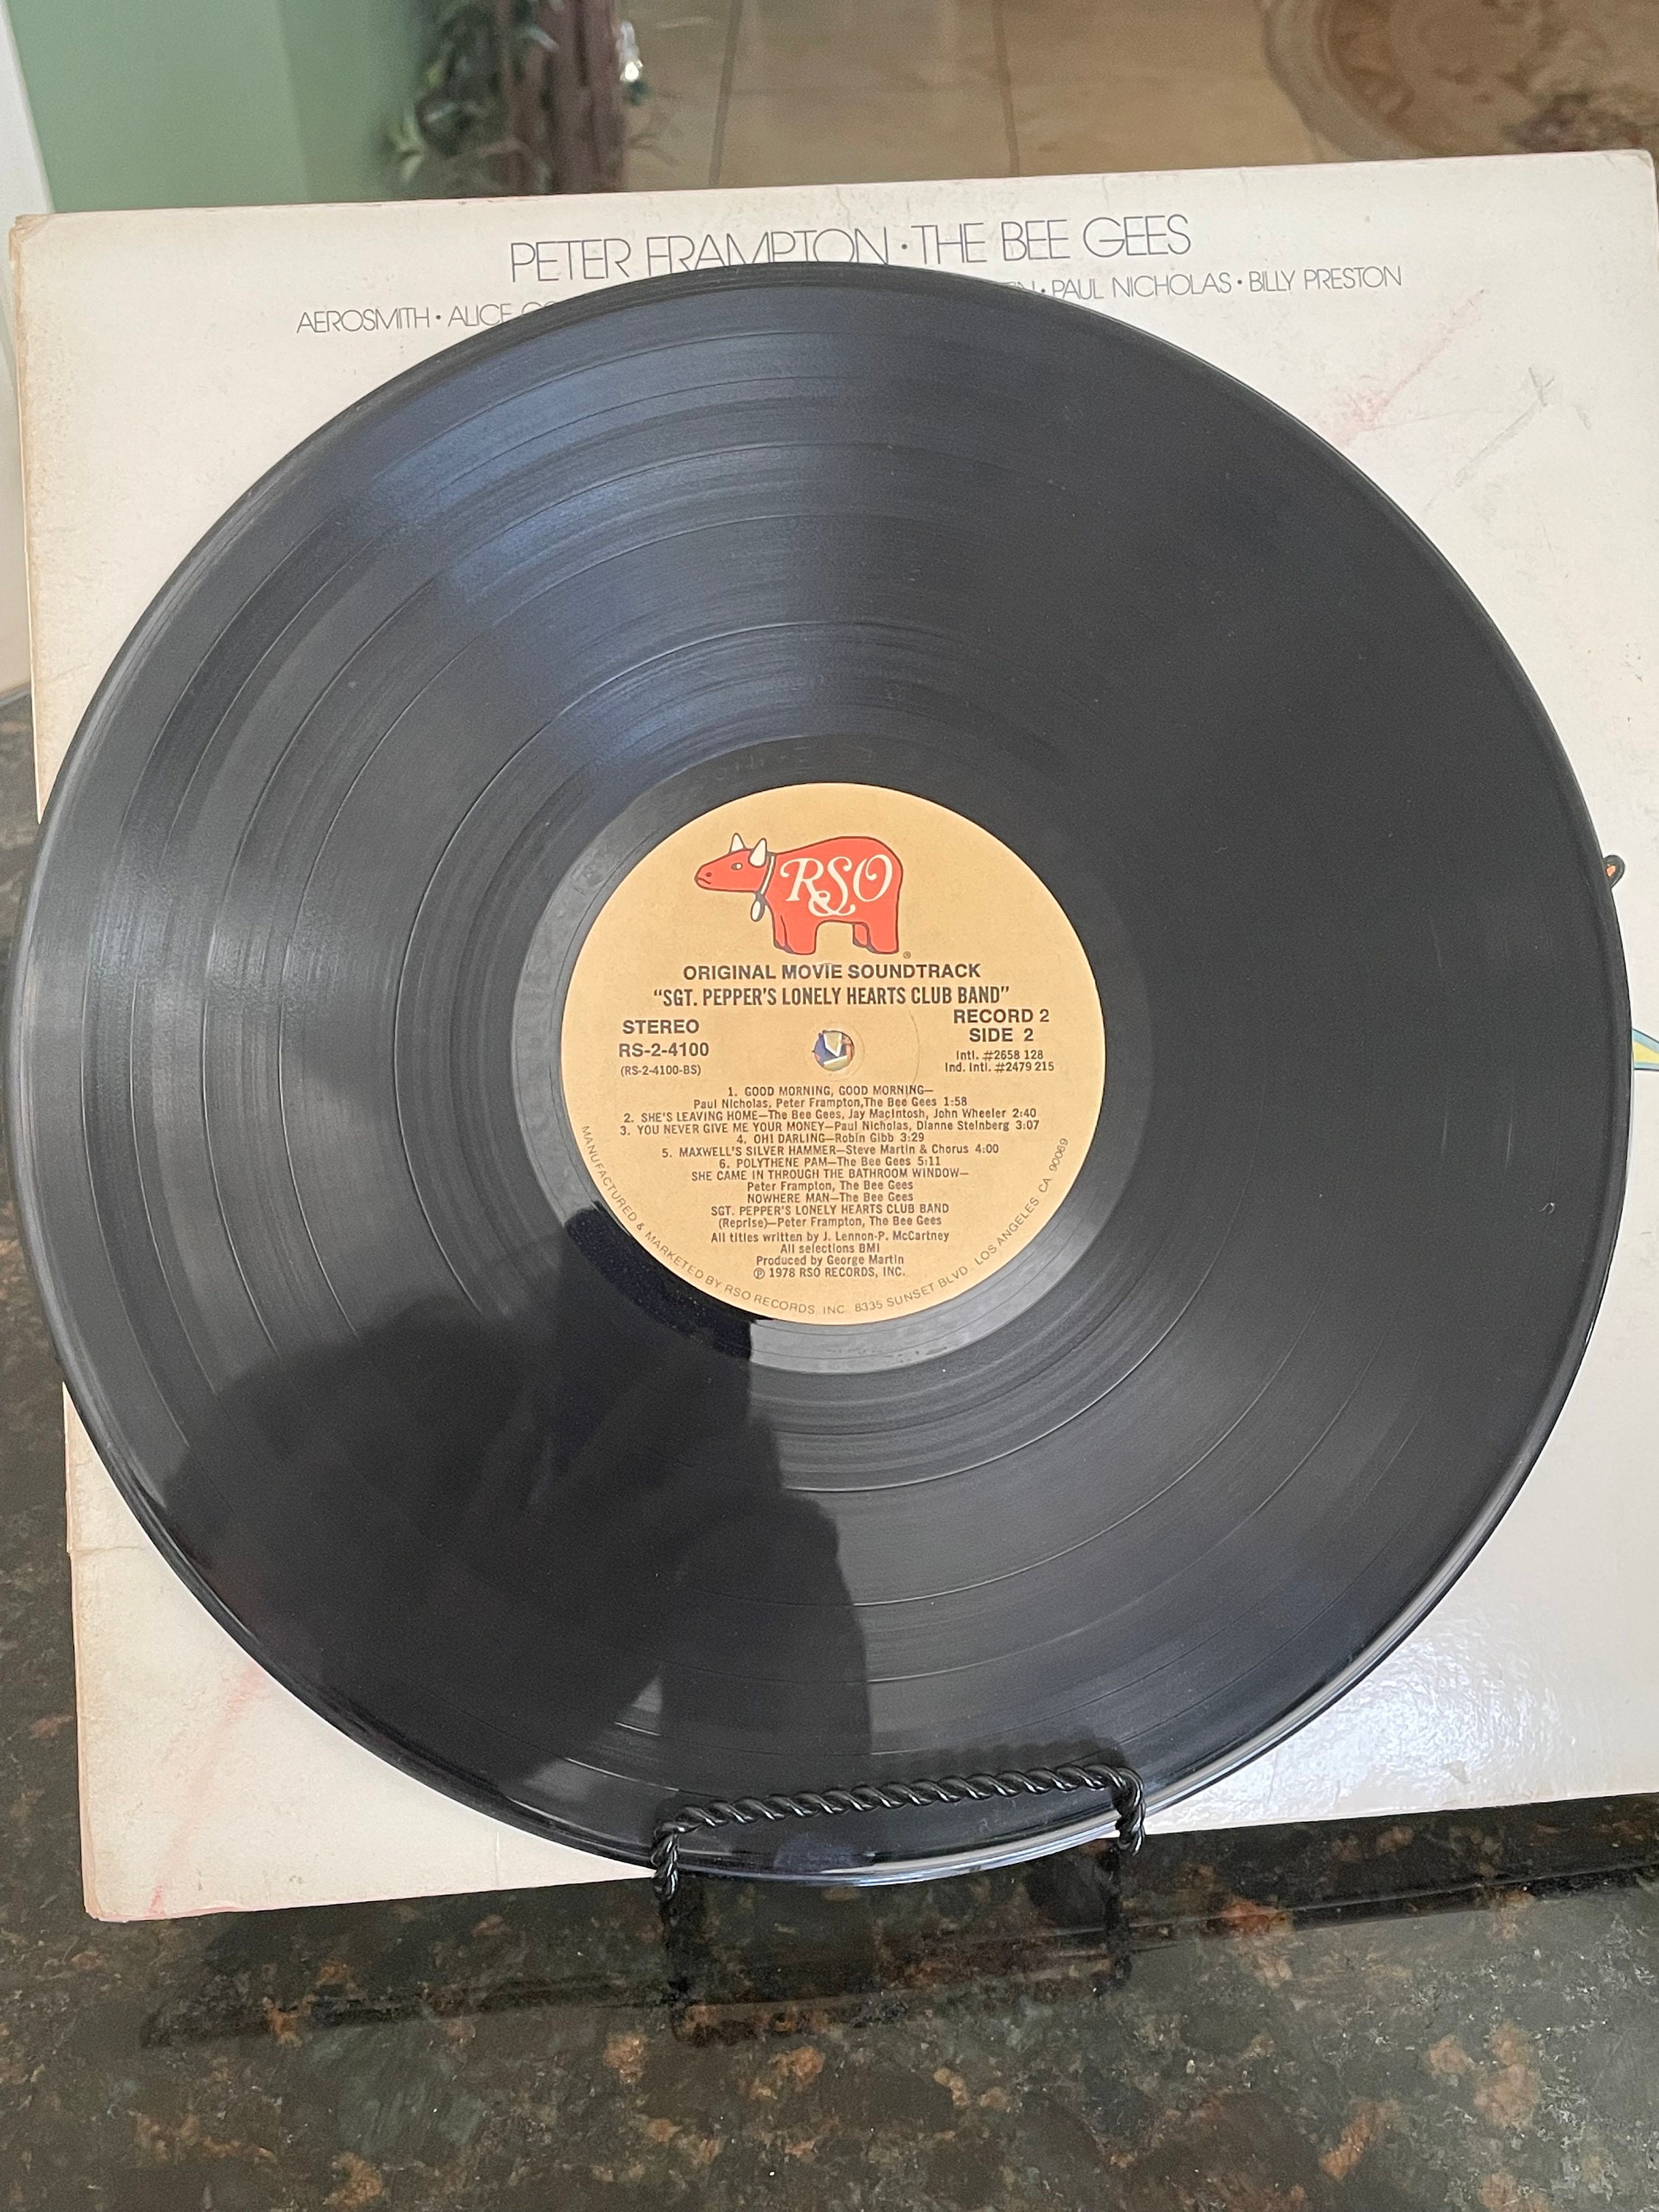 PETER FRAMPTON • THE BEE GEES
AEROSMITH • ALICE • PAUL NICHOLAS • BILLY PRESTON
RSO
®
ORIGINAL MOVIE SOUNDTRACK
"SGT. PEPPER'S LONELY HEARTS CLUB BAND"
STEREO
RS-2-4100
(RS-2-4100-BS)
RECORD 2
SIDE 2
Intl. #2658 128
Ind. Intl. #2479 215
1. GOOD MORNING, GOOD MORNING—
Paul Nicholas, Peter Frampton, The Bee Gees 1:58
2. SHE'S LEAVING HOME—The Bee Gees, Jay MacIntosh, John Wheeler 2:40
3. YOU NEVER GIVE ME YOUR MONEY—Paul Nicholas, Dianne Steinberg 3:07
4. OH! DARLING—Robin Gibb 3:29
5. MAXWELL'S SILVER HAMMER—Steve Martin & Chorus 4:00
6. POLYTHENE PAM—The Bee Gees 5:11
SHE CAME IN THROUGH THE BATHROOM WINDOW—
Peter Frampton, The Bee Gees
NOWHERE MAN—The Bee Gees
SGT. PEPPER'S LONELY HEARTS CLUB BAND
(Reprise)—Peter Frampton, The Bee Gees
All titles written by J. Lennon-P. McCartney
All selections BMI
Produced by George Martin
℗ 1978 RSO RECORDS, INC.
MANUFACTURED & MARKETED BY RSO RECORDS, INC. 8335 SUNSET BLVD. LOS ANGELES, CA 90069